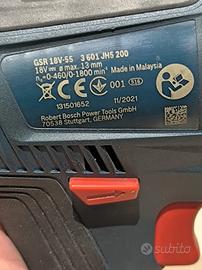 GSR 18V-55 3 601 JH5 200
18V⎓ ø max. 13 mm
n₀=0-460/0-1800 min⁻¹ Made in Malaysia
001
131501652
11/2021
Robert Bosch Power Tools GmbH
70538 Stuttgart, GERMANY
subito